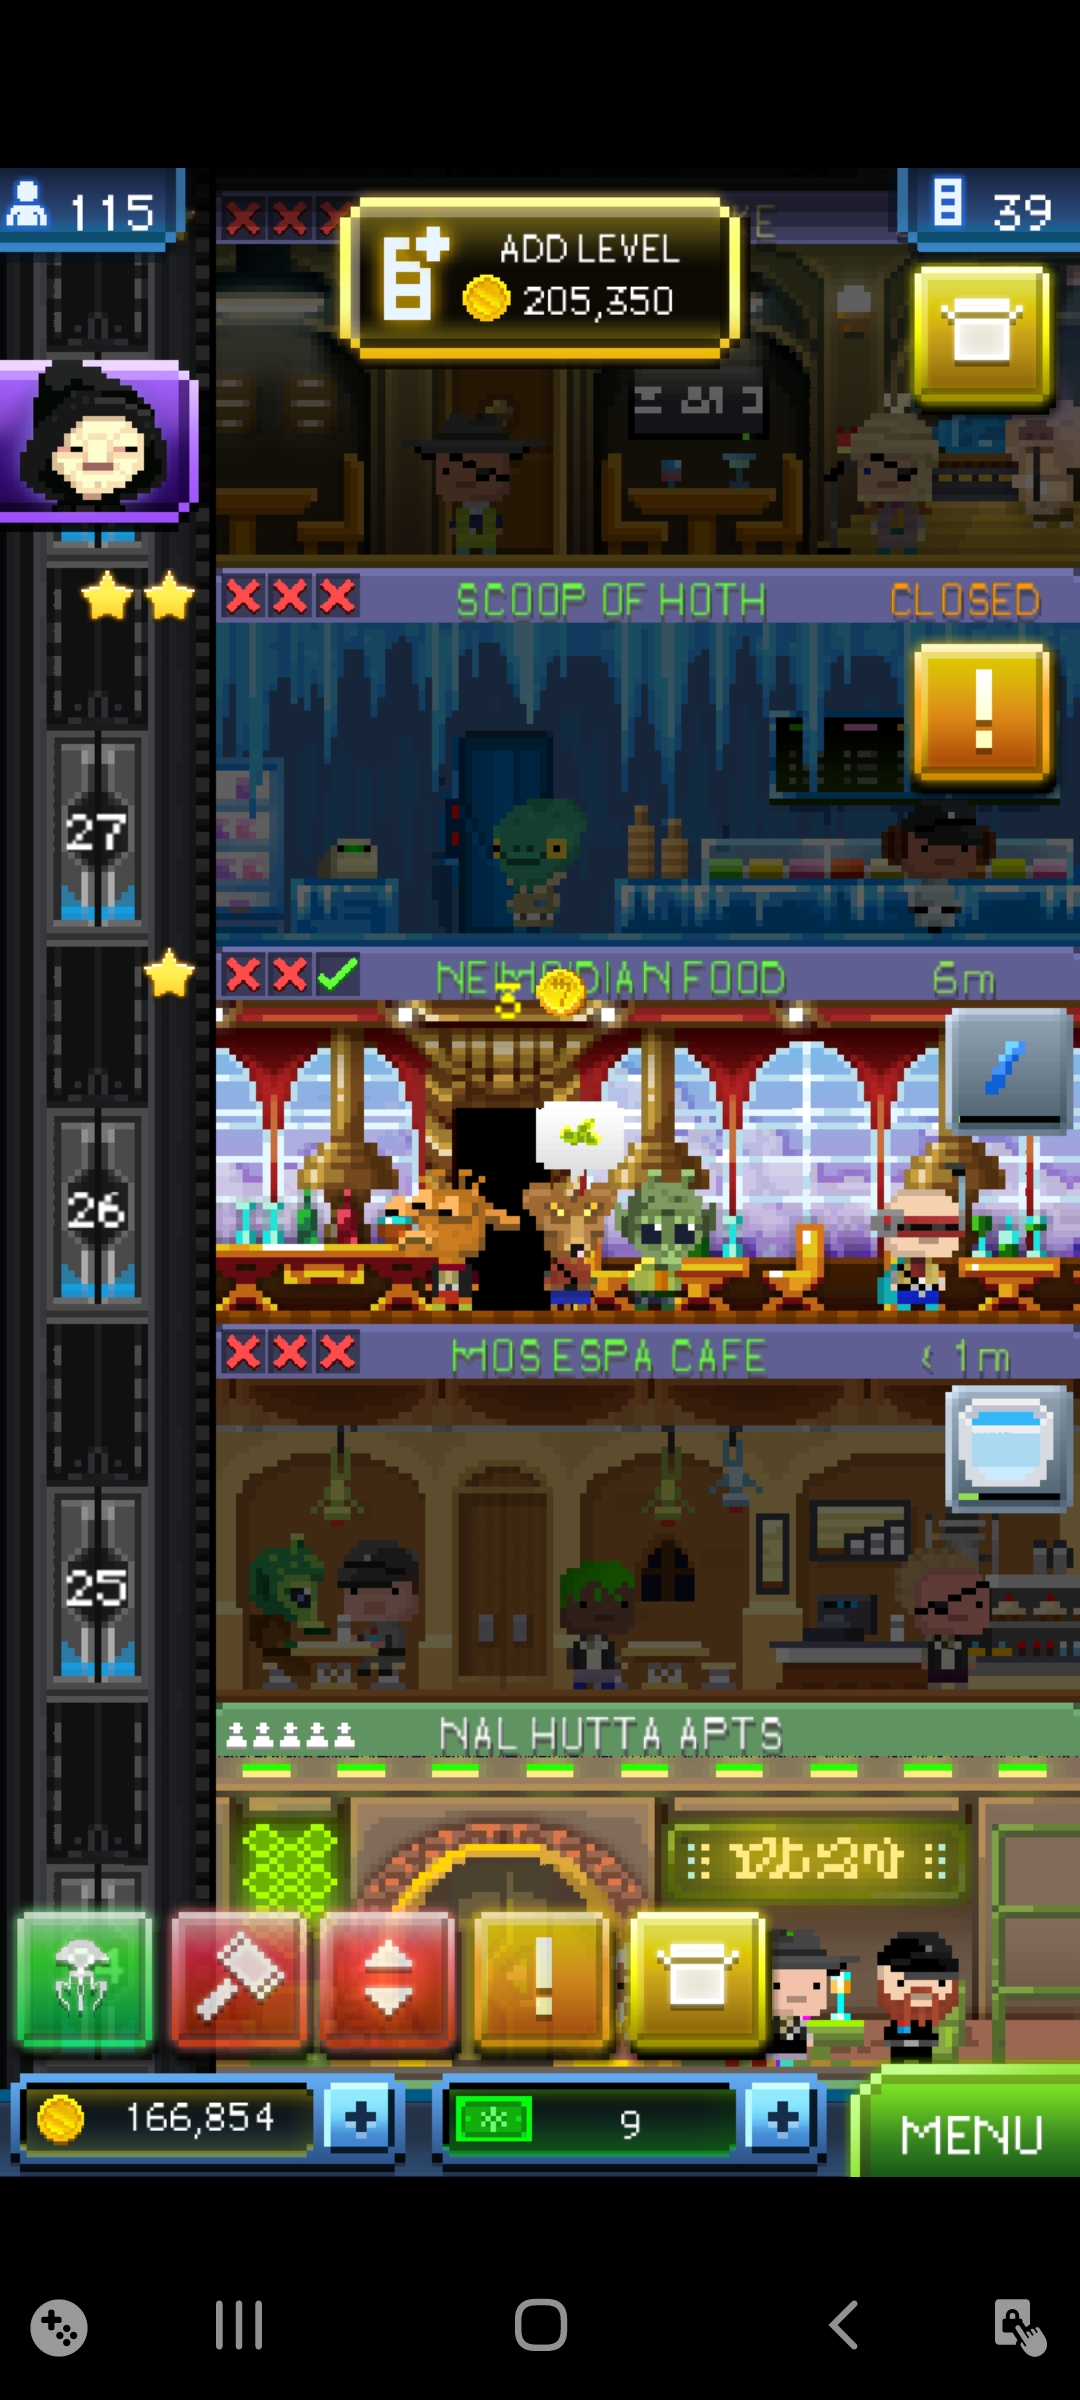 115
39
ADD LEVEL
205,350
SCOOP OF HOTH
CLOSED
27
NEIMOIDIAN FOOD
6m
3
26
MOS ESPA CAFE
< 1m
25
NAL HUTTA APTS
166,854
9
MENU